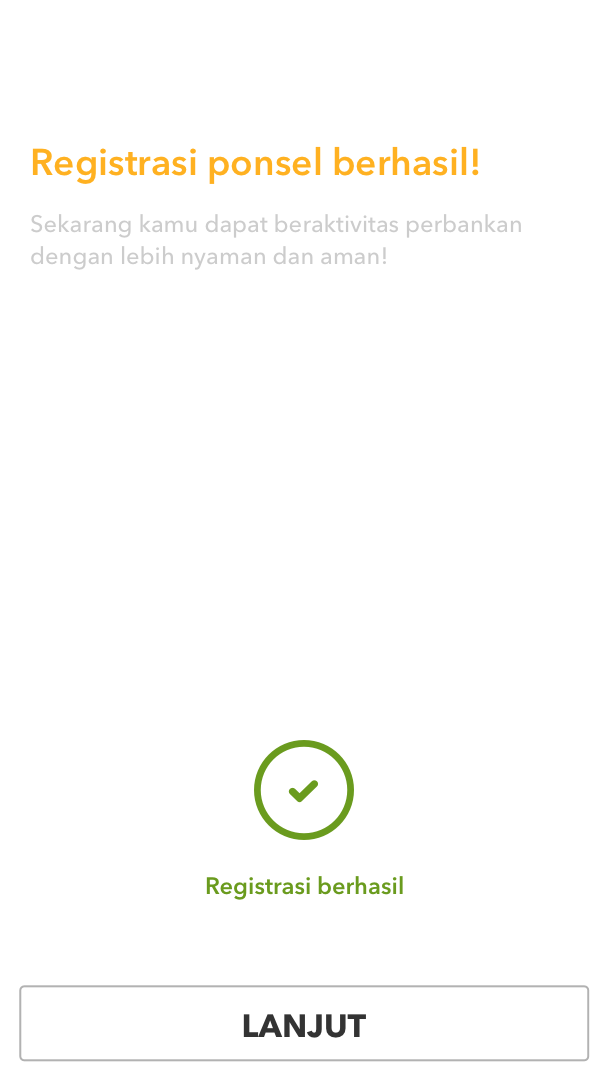 Registrasi ponsel berhasil!
Sekarang kamu dapat beraktivitas perbankan
dengan lebih nyaman dan aman!
Registrasi berhasil
LANJUT